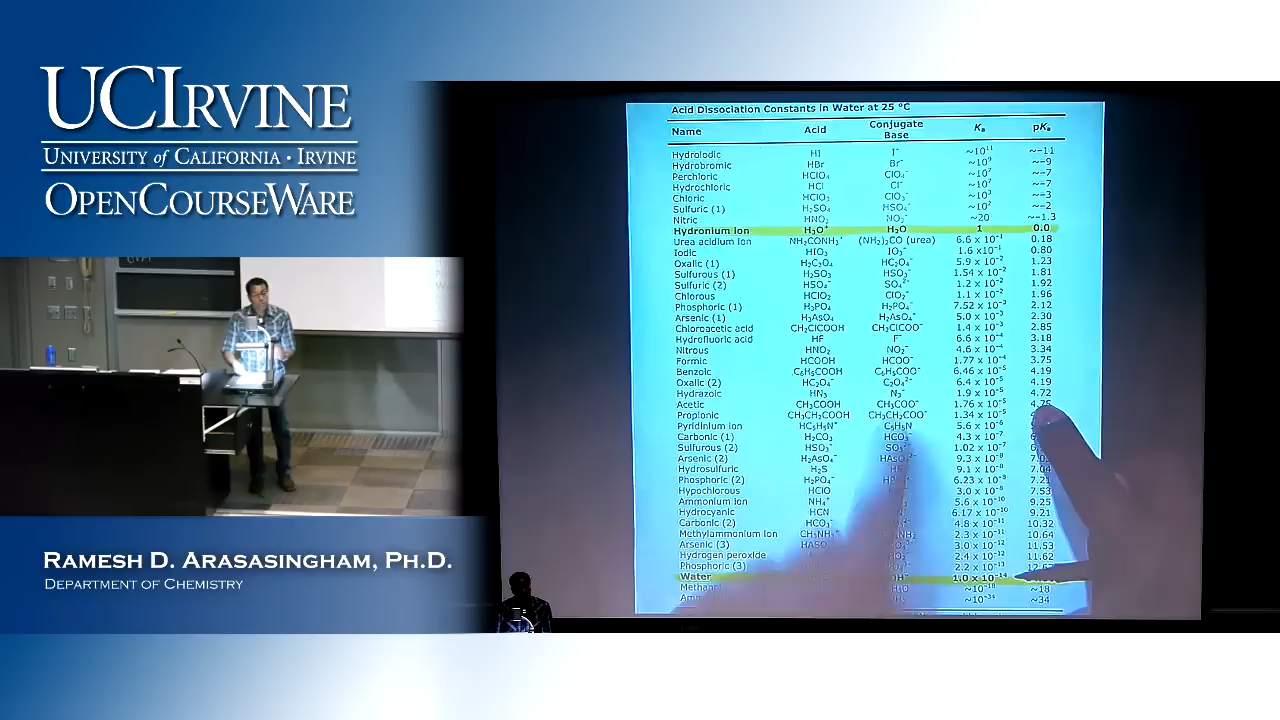 UCIRVINE
UNIVERSITY of CALIFORNIA · IRVINE
OPENCOURSEWARE
RAMESH D. ARASASINGHAM, PH.D.
DEPARTMENT OF CHEMISTRY
Acid Dissociation Constants in Water at 25 °C
Name Acid Conjugate Base Ka pKa
Hydroiodic HI I⁻ ~10¹¹ ~−11
Hydrobromic HBr Br⁻ ~10⁹ ~−9
Perchloric HClO₄ ClO₄⁻ ~10⁷ ~−7
Hydrochloric HCl Cl⁻ ~10⁷ ~−7
Chloric HClO₃ ClO₃⁻ ~10³ ~−3
Sulfuric (1) H₂SO₄ HSO₄⁻ ~10² ~−2
Nitric HNO₃ NO₃⁻ ~20 ~−1.3
Hydronium ion H₃O⁺ H₂O 1 0.0
Urea acidium ion NH₂CONH₃⁺ (NH₂)₂CO (urea) 6.6 x 10⁻¹ 0.18
Iodic HIO₃ IO₃⁻ 1.6 x10⁻¹ 0.80
Oxalic (1) H₂C₂O₄ HC₂O₄⁻ 5.9 x 10⁻² 1.23
Sulfurous (1) H₂SO₃ HSO₃⁻ 1.54 x 10⁻² 1.81
Sulfuric (2) HSO₄⁻ SO₄²⁻ 1.2 x 10⁻² 1.92
Chlorous HClO₂ ClO₂⁻ 1.1 x 10⁻² 1.96
Phosphoric (1) H₃PO₄ H₂PO₄⁻ 7.52 x 10⁻³ 2.12
Arsenic (1) H₃AsO₄ H₂AsO₄⁻ 5.0 x 10⁻³ 2.30
Chloroacetic acid CH₂ClCOOH CH₂ClCOO⁻ 1.4 x 10⁻³ 2.85
Hydrofluoric acid HF F⁻ 6.6 x 10⁻⁴ 3.18
Nitrous HNO₂ NO₂⁻ 4.6 x 10⁻⁴ 3.34
Formic HCOOH HCOO⁻ 1.77 x 10⁻⁴ 3.75
Benzoic C₆H₅COOH C₆H₅COO⁻ 6.46 x 10⁻⁵ 4.19
Oxalic (2) HC₂O₄⁻ C₂O₄²⁻ 6.4 x 10⁻⁵ 4.19
Hydrazoic HN₃ N₃⁻ 1.9 x 10⁻⁵ 4.72
Acetic CH₃COOH CH₃COO⁻ 1.76 x 10⁻⁵ 4.75
Propionic CH₃CH₂COOH CH₃CH₂COO⁻ 1.34 x 10⁻⁵
Pyridinium ion HC₅H₅N⁺ C₅H₅N 5.6 x 10⁻⁶
Carbonic (1) H₂CO₃ HCO₃⁻ 4.3 x 10⁻⁷
Sulfurous (2) HSO₃⁻ 1.02 x 10⁻⁷
Arsenic (2) H₂AsO₄⁻ HAsO₄²⁻ 9.3 x 10⁻⁸
Hydrosulfuric H₂S 9.1 x 10⁻⁸ 7.04
Phosphoric (2) H₂PO₄⁻ 6.23 x 10⁻⁸ 7.21
Hypochlorous HClO 3.0 x 10⁻⁸ 7.53
Ammonium ion NH₄⁺ 5.6 x 10⁻¹⁰ 9.25
Hydrocyanic HCN 6.17 x 10⁻¹⁰ 9.21
Carbonic (2) HCO₃⁻ 4.8 x 10⁻¹¹ 10.32
Methylammonium ion 2.3 x 10⁻¹¹ 10.64
Arsenic (3) 3.0 x 10⁻¹² 11.53
Hydrogen peroxide 2.4 x 10⁻¹² 11.62
Phosphoric (3) 2.2 x 10⁻¹³
Water 1.0 x 10⁻¹⁴
~18
~10⁻³⁴ ~34